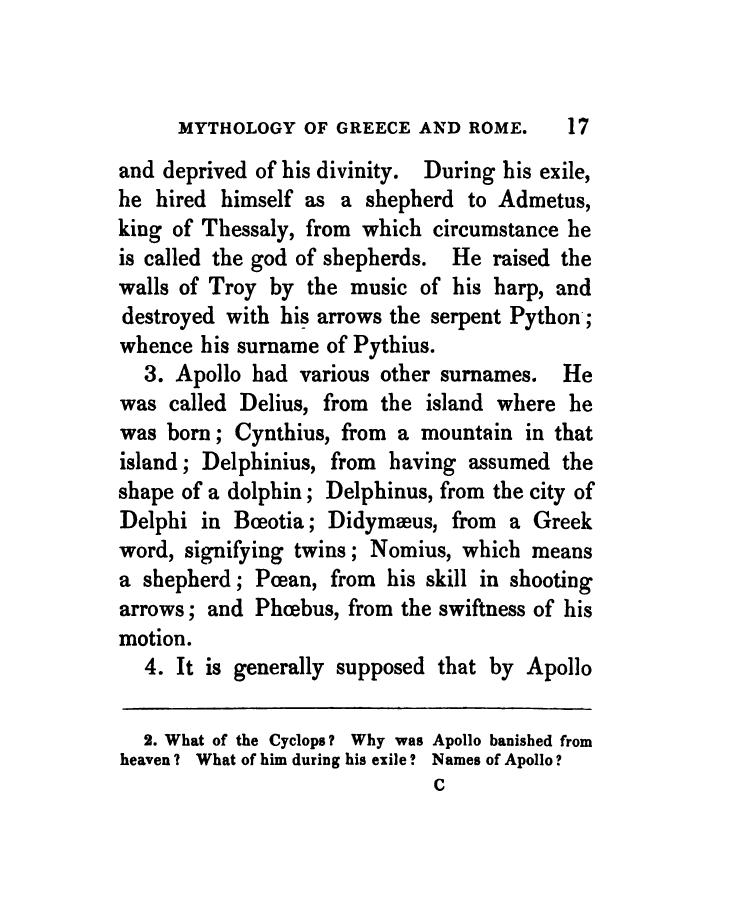 MYTHOLOGY OF GREECE AND ROME. 17
and deprived of his divinity. During his exile,
he hired himself as a shepherd to Admetus,
king of Thessaly, from which circumstance he
is called the god of shepherds. He raised the
walls of Troy by the music of his harp, and
destroyed with his arrows the serpent Python;
whence his surname of Pythius.
3. Apollo had various other surnames. He
was called Delius, from the island where he
was born; Cynthius, from a mountain in that
island; Delphinius, from having assumed the
shape of a dolphin; Delphinus, from the city of
Delphi in Bœotia; Didymæus, from a Greek
word, signifying twins; Nomius, which means
a shepherd; Pœan, from his skill in shooting
arrows; and Phœbus, from the swiftness of his
motion.
4. It is generally supposed that by Apollo
2. What of the Cyclops? Why was Apollo banished from
heaven? What of him during his exile? Names of Apollo?
C